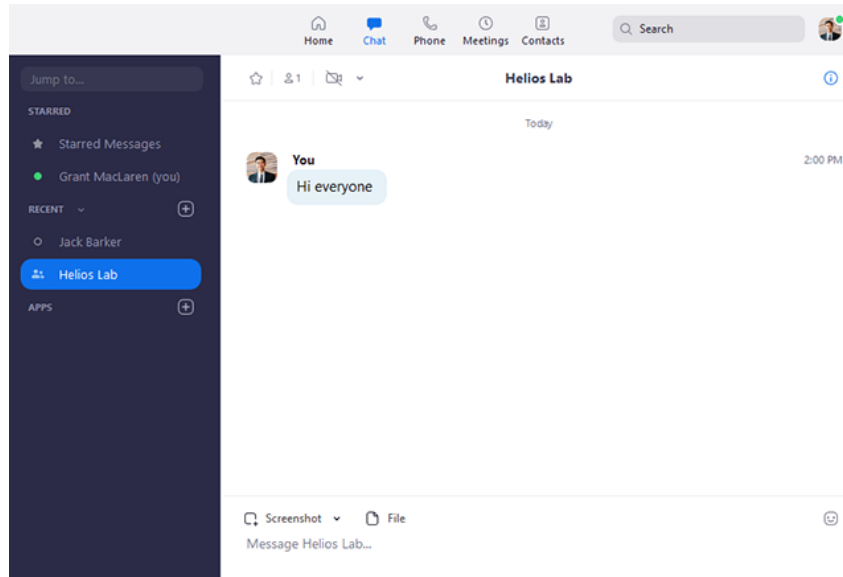 Home Chat Phone Meetings Contacts Search
Jump to...
STARRED
Starred Messages
Grant MacLaren (you)
RECENT
Jack Barker
Helios Lab
APPS
1 Helios Lab
Today
You 2:00 PM
Hi everyone
Screenshot File
Message Helios Lab...